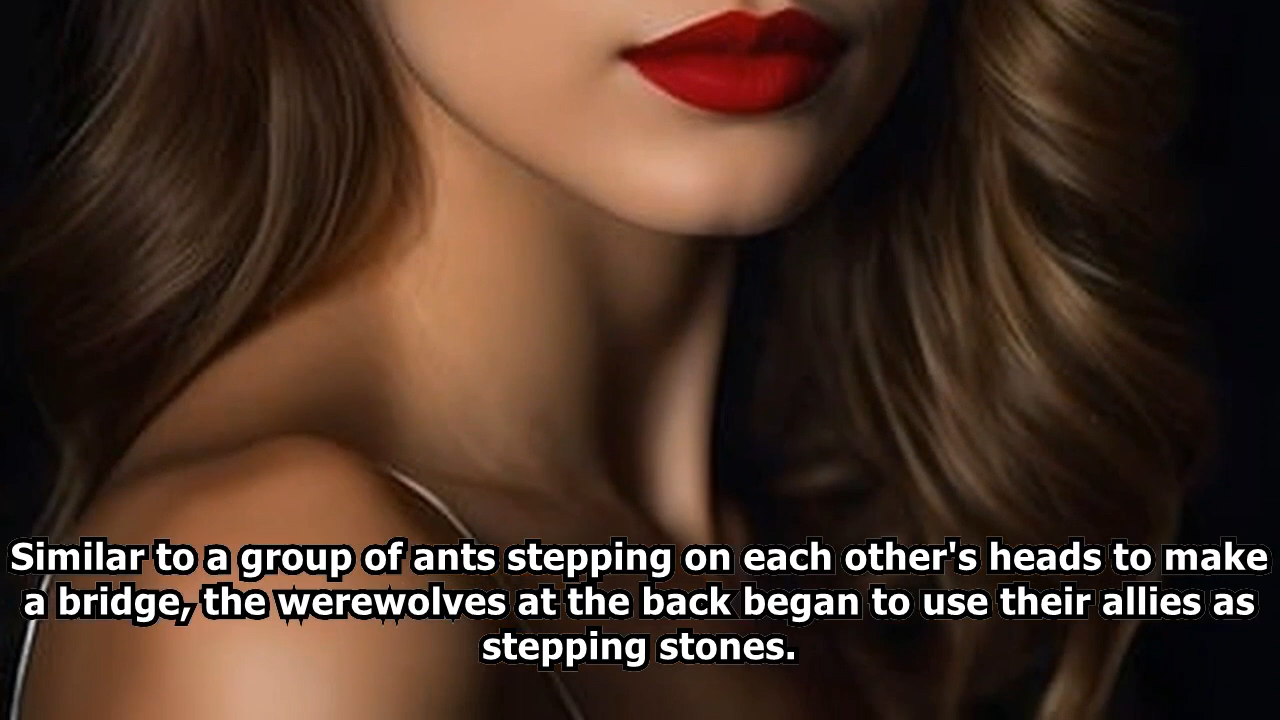 Similar to a group of ants stepping on each other's heads to make
a bridge, the werewolves at the back began to use their allies as
stepping stones.